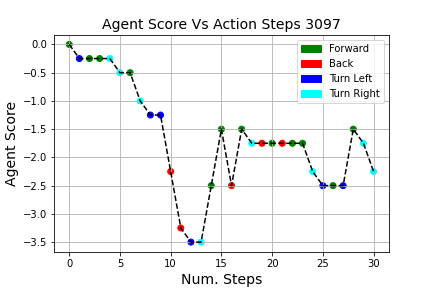 Agent Score Vs Action Steps 3097
Agent Score
0.0
−0.5
−1.0
−1.5
−2.0
−2.5
−3.0
−3.5
Forward
Back
Turn Left
Turn Right
0 5 10 15 20 25 30
Num. Steps